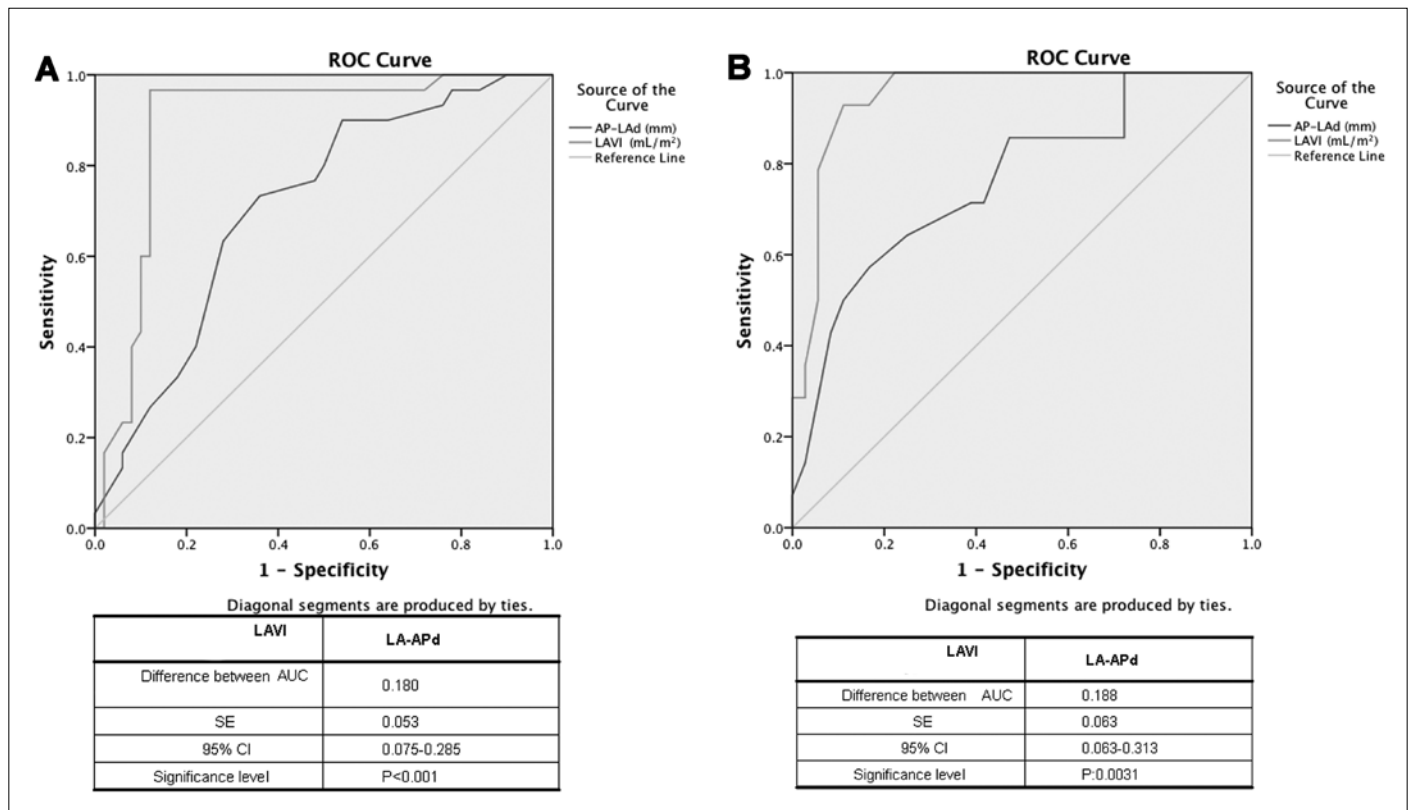 A
ROC Curve
1.0
0.8
0.6
0.4
0.2
0.0
Sensitivity
0.0 0.2 0.4 0.6 0.8 1.0
1 - Specificity
Source of the
Curve
AP-LAd (mm)
LAVI (mL/m²)
Reference Line
Diagonal segments are produced by ties.
LAVI LA-APd
Difference between AUC 0.180
SE 0.053
95% CI 0.075-0.285
Significance level P<0.001
B
ROC Curve
1.0
0.8
0.6
0.4
0.2
0.0
Sensitivity
0.0 0.2 0.4 0.6 0.8 1.0
1 - Specificity
Source of the
Curve
AP-LAd (mm)
LAVI (mL/m²)
Reference Line
Diagonal segments are produced by ties.
LAVI LA-APd
Difference between AUC 0.188
SE 0.063
95% CI 0.063-0.313
Significance level P:0.0031